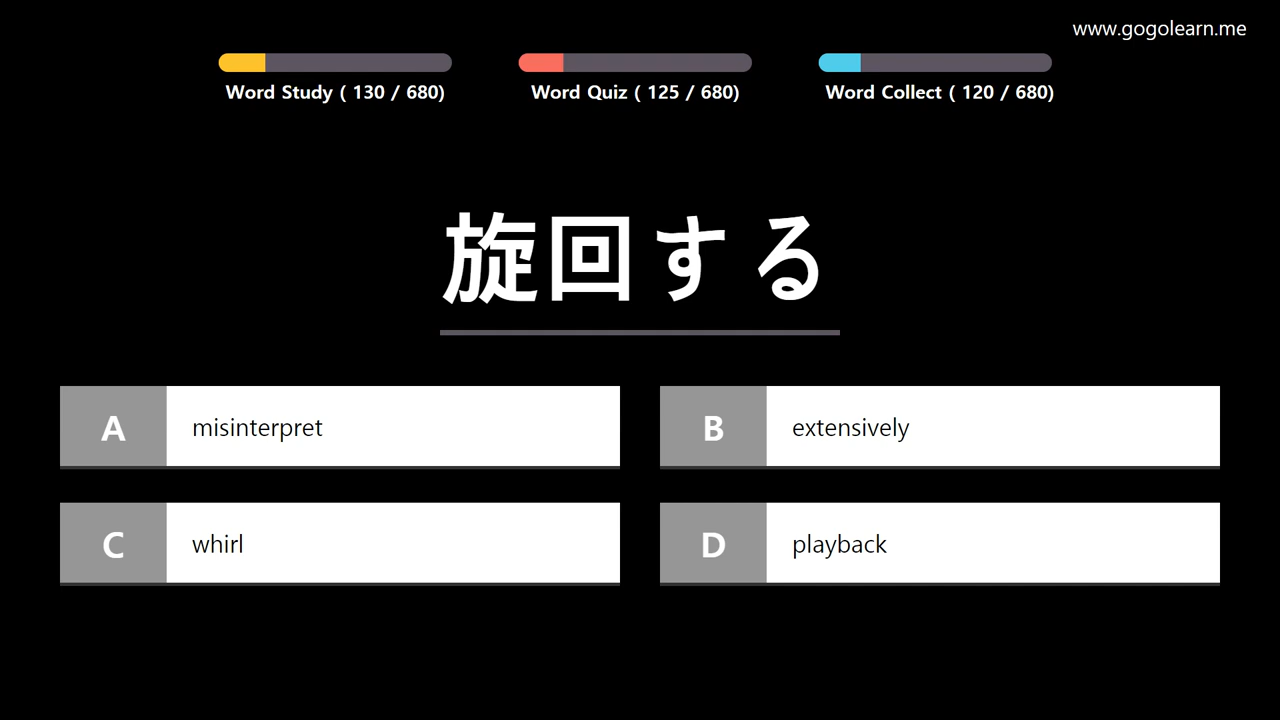 www.gogolearn.me
Word Study ( 130 / 680)
Word Quiz ( 125 / 680)
Word Collect ( 120 / 680)
旋回する
A misinterpret
B extensively
C whirl
D playback